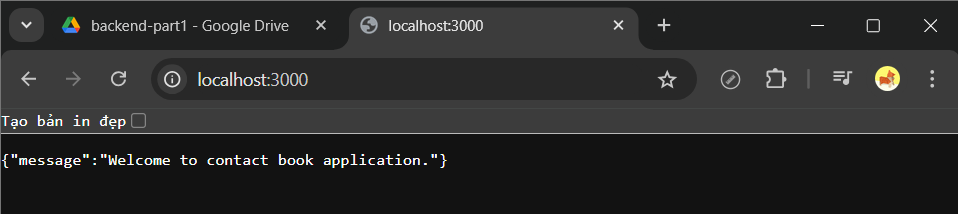 backend-part1 - Google Drive
localhost:3000
localhost:3000
Tạo bản in đẹp
{"message":"Welcome to contact book application."}